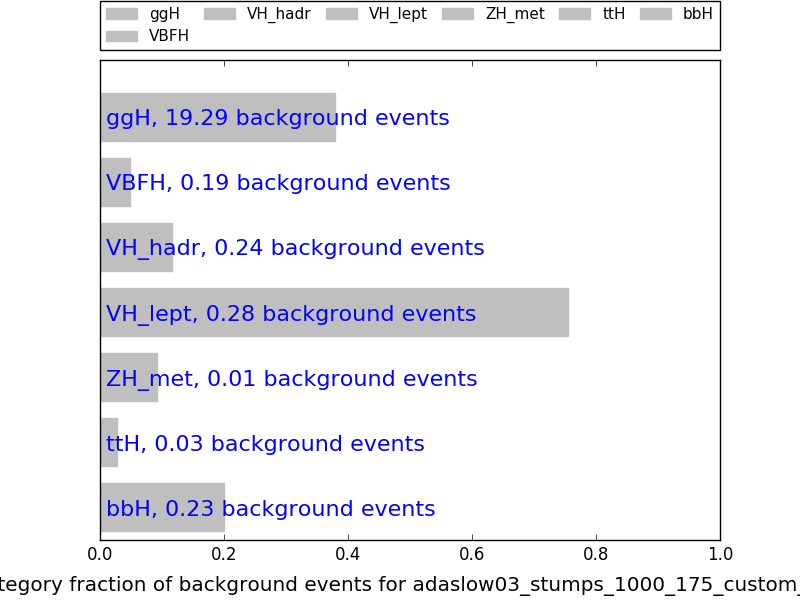 ggH VH_hadr VH_lept ZH_met ttH bbH
VBFH
ggH, 19.29 background events
VBFH, 0.19 background events
VH_hadr, 0.24 background events
VH_lept, 0.28 background events
ZH_met, 0.01 background events
ttH, 0.03 background events
bbH, 0.23 background events
0.0 0.2 0.4 0.6 0.8 1.0
tegory fraction of background events for adaslow03_stumps_1000_175_custom_